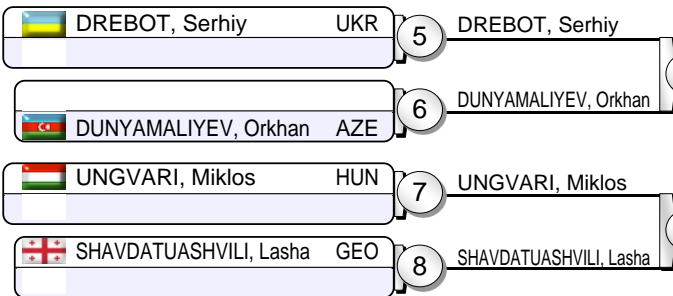 DREBOT, Serhiy UKR
5
DREBOT, Serhiy
DUNYAMALIYEV, Orkhan AZE
6
DUNYAMALIYEV, Orkhan
UNGVARI, Miklos HUN
7
UNGVARI, Miklos
SHAVDATUASHVILI, Lasha GEO
8
SHAVDATUASHVILI, Lasha